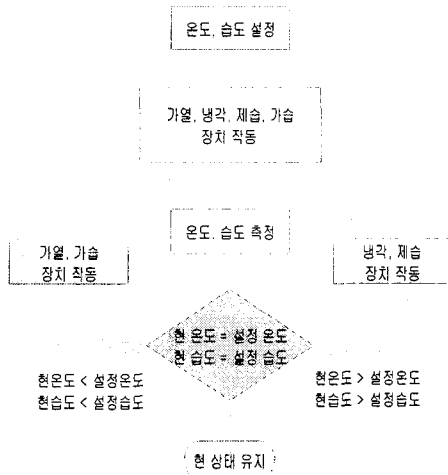 온도, 습도 설정
가열, 냉각, 제습, 가습
장치 작동
온도, 습도 측정
가열, 가습
장치 작동
냉각, 제습
장치 작동
현 온도 = 설정 온도
현 습도 = 설정 습도
현온도 < 설정온도
현습도 < 설정습도
현온도 > 설정온도
현습도 > 설정습도
현 상태 유지